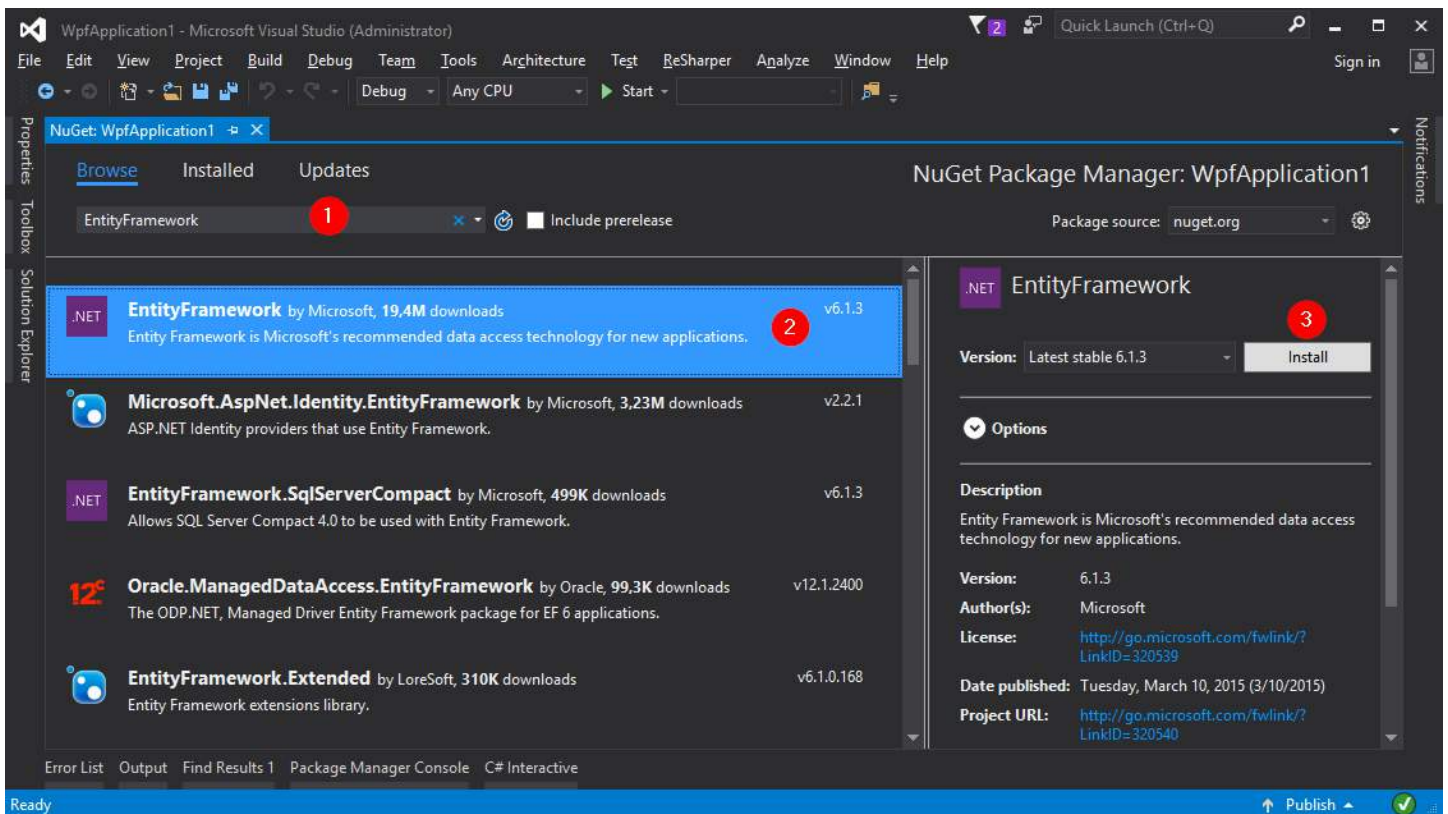 WpfApplication1 - Microsoft Visual Studio (Administrator)
2
Quick Launch (Ctrl+Q)
File Edit View Project Build Debug Team Tools Architecture Test ReSharper Analyze Window Help
Sign in
Debug Any CPU Start
Properties
Toolbox
Solution Explorer
NuGet: WpfApplication1
Notifications
Browse Installed Updates
NuGet Package Manager: WpfApplication1
EntityFramework
1
Include prerelease
Package source: nuget.org
.NET
EntityFramework by Microsoft, 19,4M downloads
v6.1.3
Entity Framework is Microsoft's recommended data access technology for new applications.
2
Microsoft.AspNet.Identity.EntityFramework by Microsoft, 3,23M downloads
v2.2.1
ASP.NET Identity providers that use Entity Framework.
.NET
EntityFramework.SqlServerCompact by Microsoft, 499K downloads
v6.1.3
Allows SQL Server Compact 4.0 to be used with Entity Framework.
12c
Oracle.ManagedDataAccess.EntityFramework by Oracle, 99,3K downloads
v12.1.2400
The ODP.NET, Managed Driver Entity Framework package for EF 6 applications.
EntityFramework.Extended by LoreSoft, 310K downloads
v6.1.0.168
Entity Framework extensions library.
.NET
EntityFramework
3
Version: Latest stable 6.1.3
Install
Options
Description
Entity Framework is Microsoft's recommended data access
technology for new applications.
Version: 6.1.3
Author(s): Microsoft
License: http://go.microsoft.com/fwlink/?
LinkID=320539
Date published: Tuesday, March 10, 2015 (3/10/2015)
Project URL: http://go.microsoft.com/fwlink/?
LinkID=320540
Error List Output Find Results 1 Package Manager Console C# Interactive
Ready
Publish